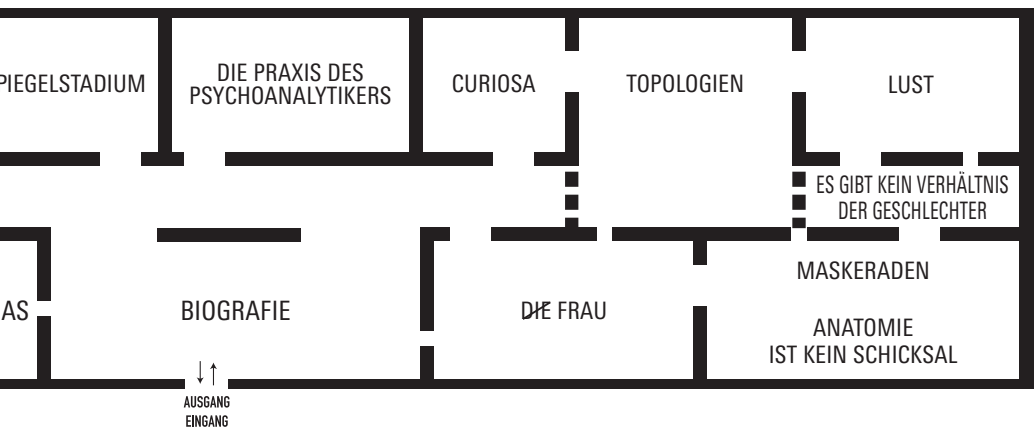 PIEGELSTADIUM
DIE PRAXIS DES
PSYCHOANALYTIKERS
CURIOSA
TOPOLOGIEN
LUST
ES GIBT KEIN VERHÄLTNIS
DER GESCHLECHTER
AS
BIOGRAFIE
DIE FRAU
MASKERADEN
ANATOMIE
IST KEIN SCHICKSAL
↓↑
AUSGANG
EINGANG